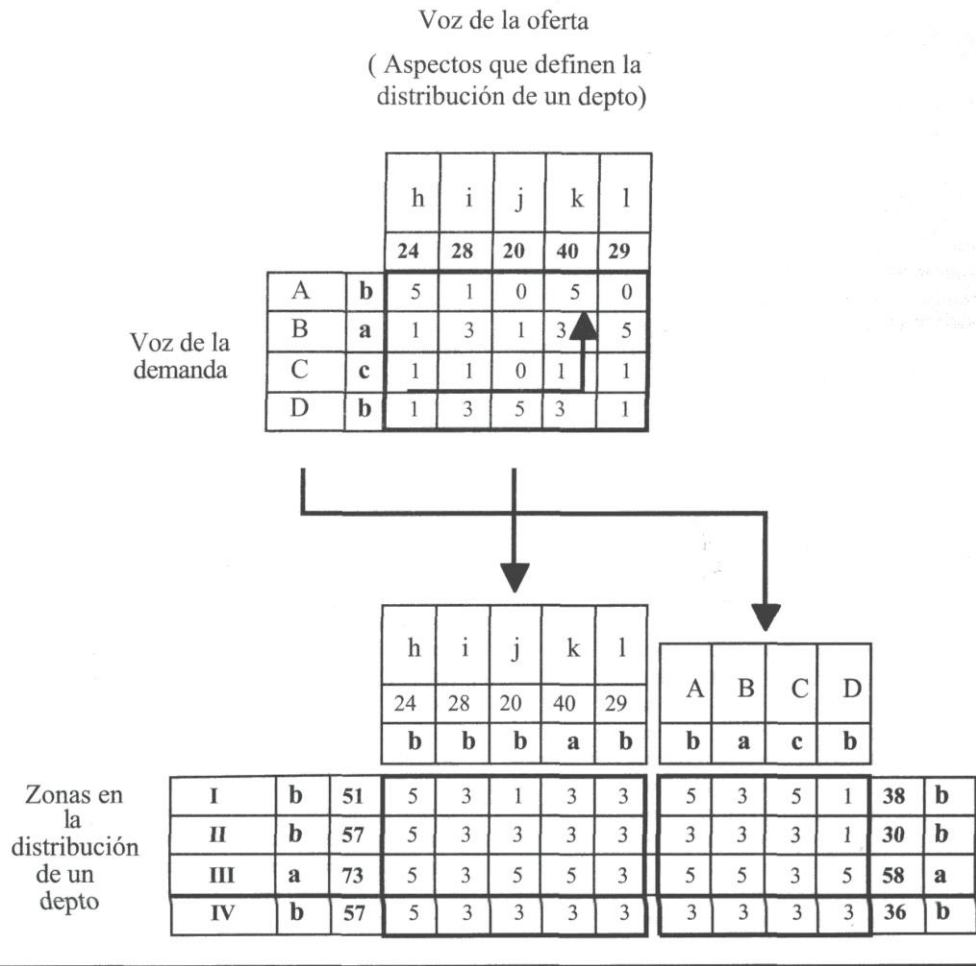 Voz de la oferta
( Aspectos que definen la
distribución de un depto)
h i j k l
24 28 20 40 29
A b 5 1 0 5 0
B a 1 3 1 3 5
Voz de la
demanda
C c 1 1 0 1 1
D b 1 3 5 3 1
h i j k l
A B C D
24 28 20 40 29
b b b a b b a c b
Zonas en
la
distribución
de un
depto
I b 51 5 3 1 3 3 5 3 5 1 38 b
II b 57 5 3 3 3 3 3 3 3 1 30 b
III a 73 5 3 5 5 3 5 5 3 5 58 a
IV b 57 5 3 3 3 3 3 3 3 3 36 b